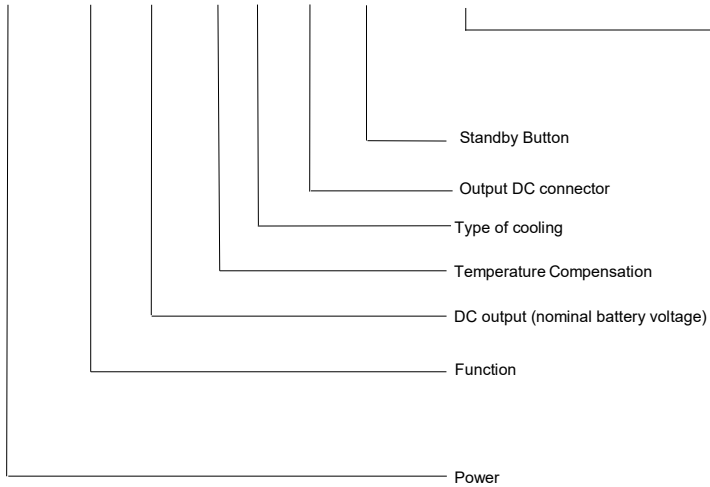 Standby Button
Output DC connector
Type of cooling
Temperature Compensation
DC output (nominal battery voltage)
Function
Power